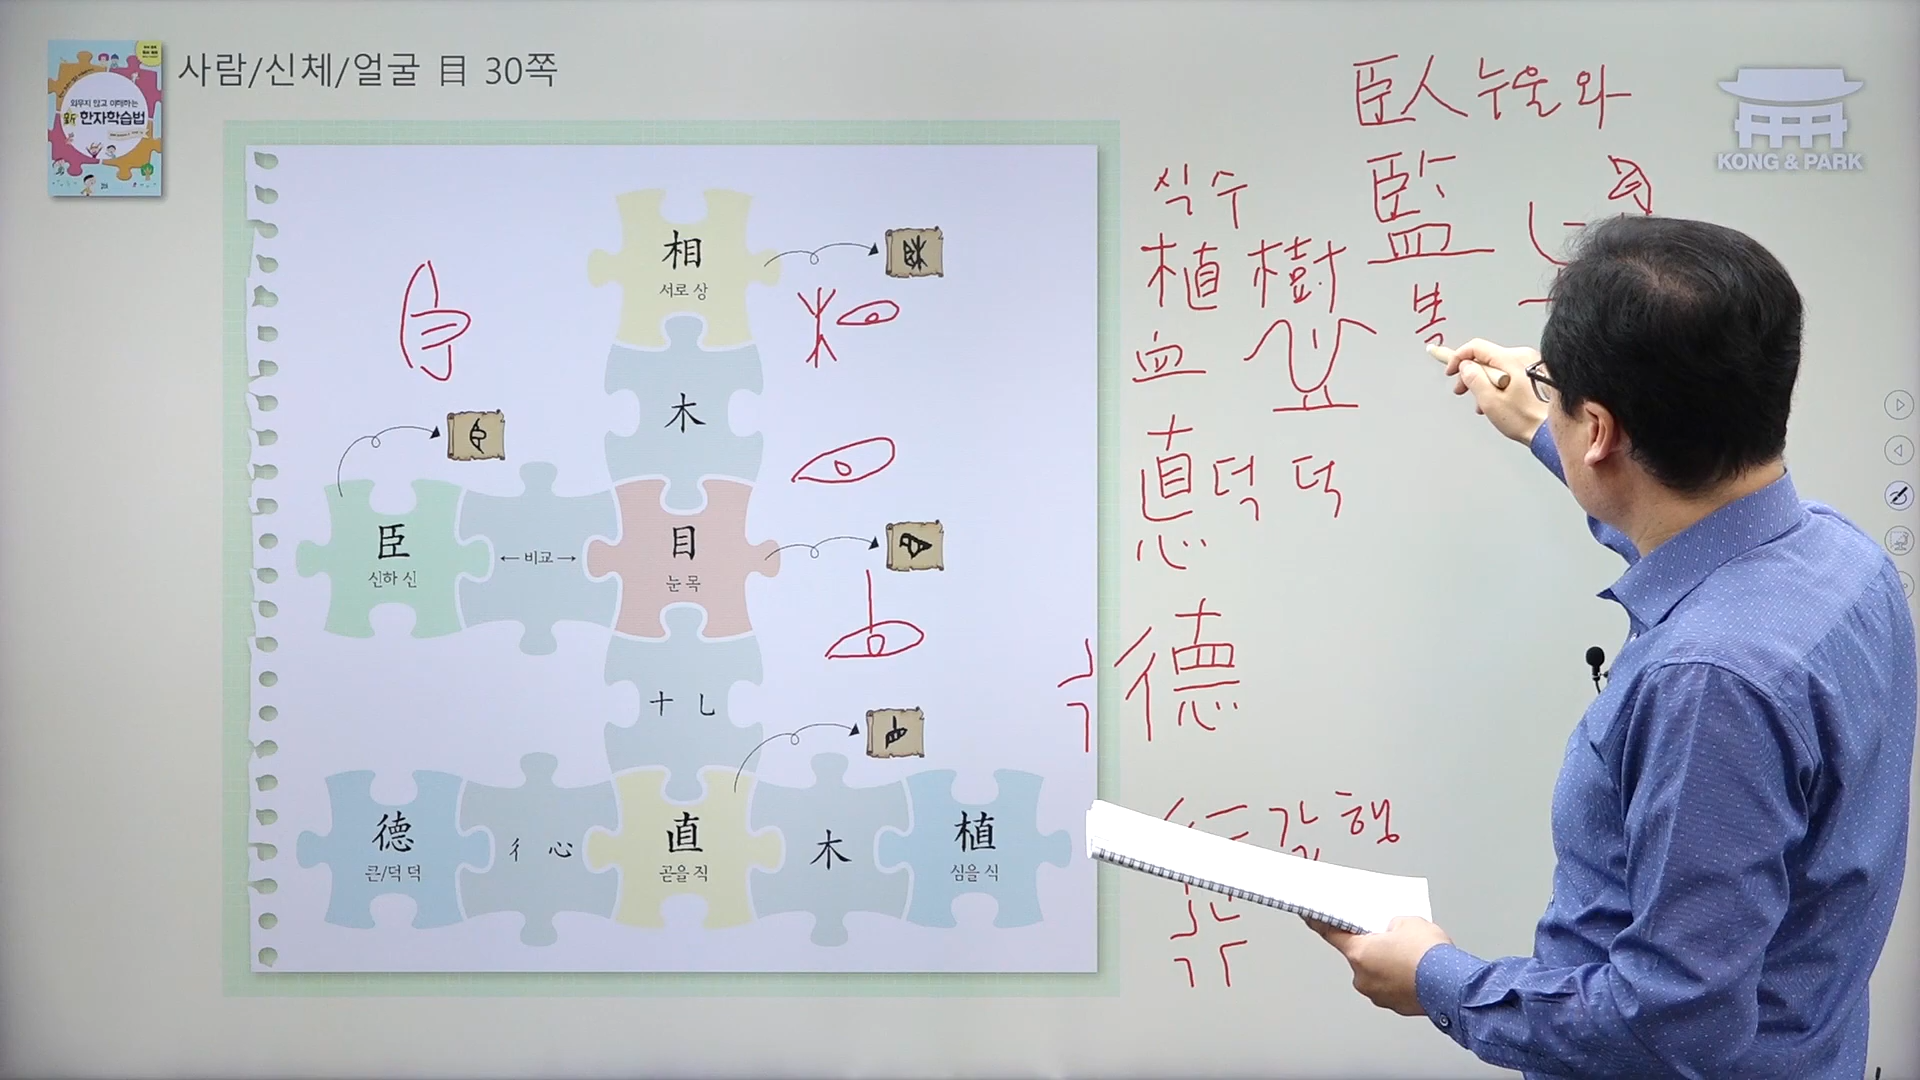 사람/신체/얼굴 目 30쪽
외우지 않고 이해하는
新 한자학습법
KONG & PARK
相
서로 상
木
臣
신하 신
← 비교 →
目
눈 목
十 乚
德
큰/덕 덕
彳 心
直
곧을 직
木
植
심을 식
臥人 누울 와
식수
監
植樹
皿
볼
悳 덕 덕
德
갈 행